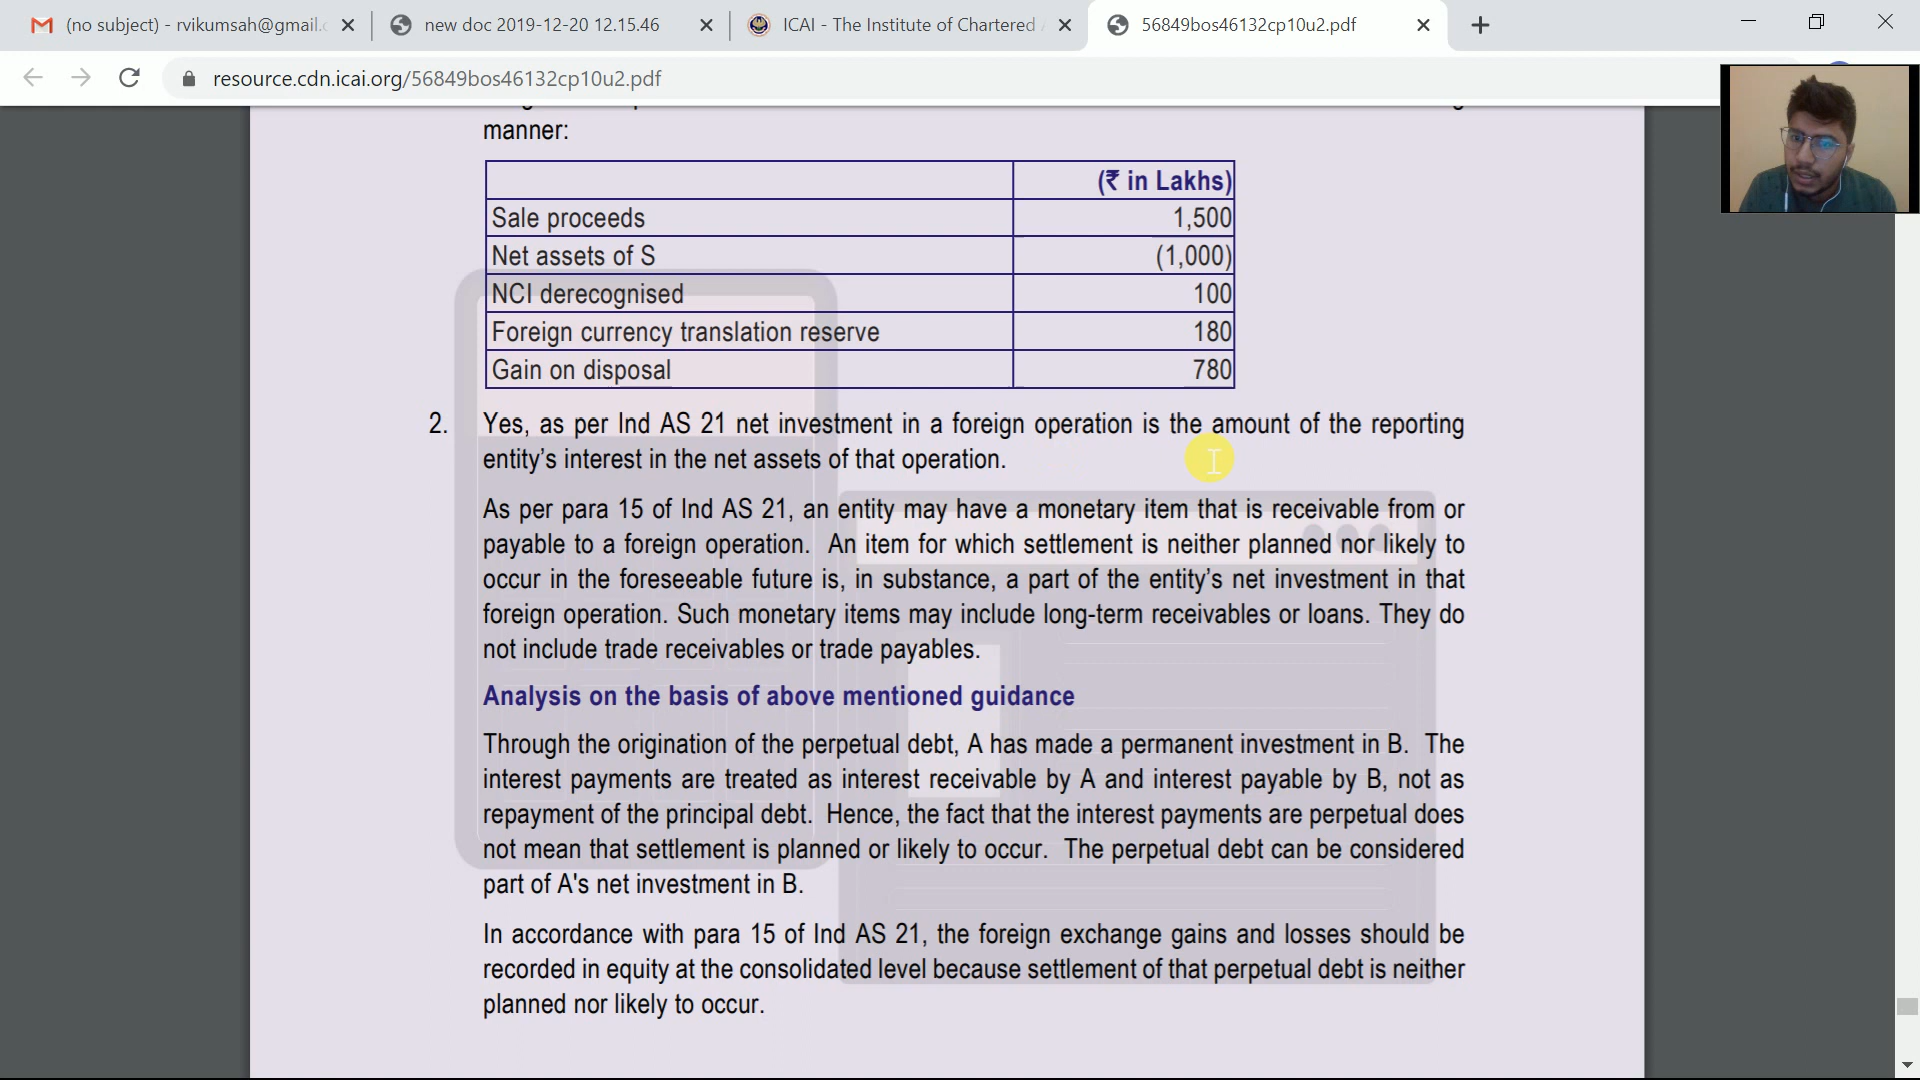 (no subject) - rvikumsah@gmail.
new doc 2019-12-20 12.15.46
ICAI - The Institute of Chartered
56849bos46132cp10u2.pdf
resource.cdn.icai.org/56849bos46132cp10u2.pdf
manner:
(₹ in Lakhs)
Sale proceeds 1,500
Net assets of S (1,000)
NCI derecognised 100
Foreign currency translation reserve 180
Gain on disposal 780
2. Yes, as per Ind AS 21 net investment in a foreign operation is the amount of the reporting
entity's interest in the net assets of that operation.
As per para 15 of Ind AS 21, an entity may have a monetary item that is receivable from or
payable to a foreign operation. An item for which settlement is neither planned nor likely to
occur in the foreseeable future is, in substance, a part of the entity's net investment in that
foreign operation. Such monetary items may include long-term receivables or loans. They do
not include trade receivables or trade payables.
Analysis on the basis of above mentioned guidance
Through the origination of the perpetual debt, A has made a permanent investment in B. The
interest payments are treated as interest receivable by A and interest payable by B, not as
repayment of the principal debt. Hence, the fact that the interest payments are perpetual does
not mean that settlement is planned or likely to occur. The perpetual debt can be considered
part of A's net investment in B.
In accordance with para 15 of Ind AS 21, the foreign exchange gains and losses should be
recorded in equity at the consolidated level because settlement of that perpetual debt is neither
planned nor likely to occur.